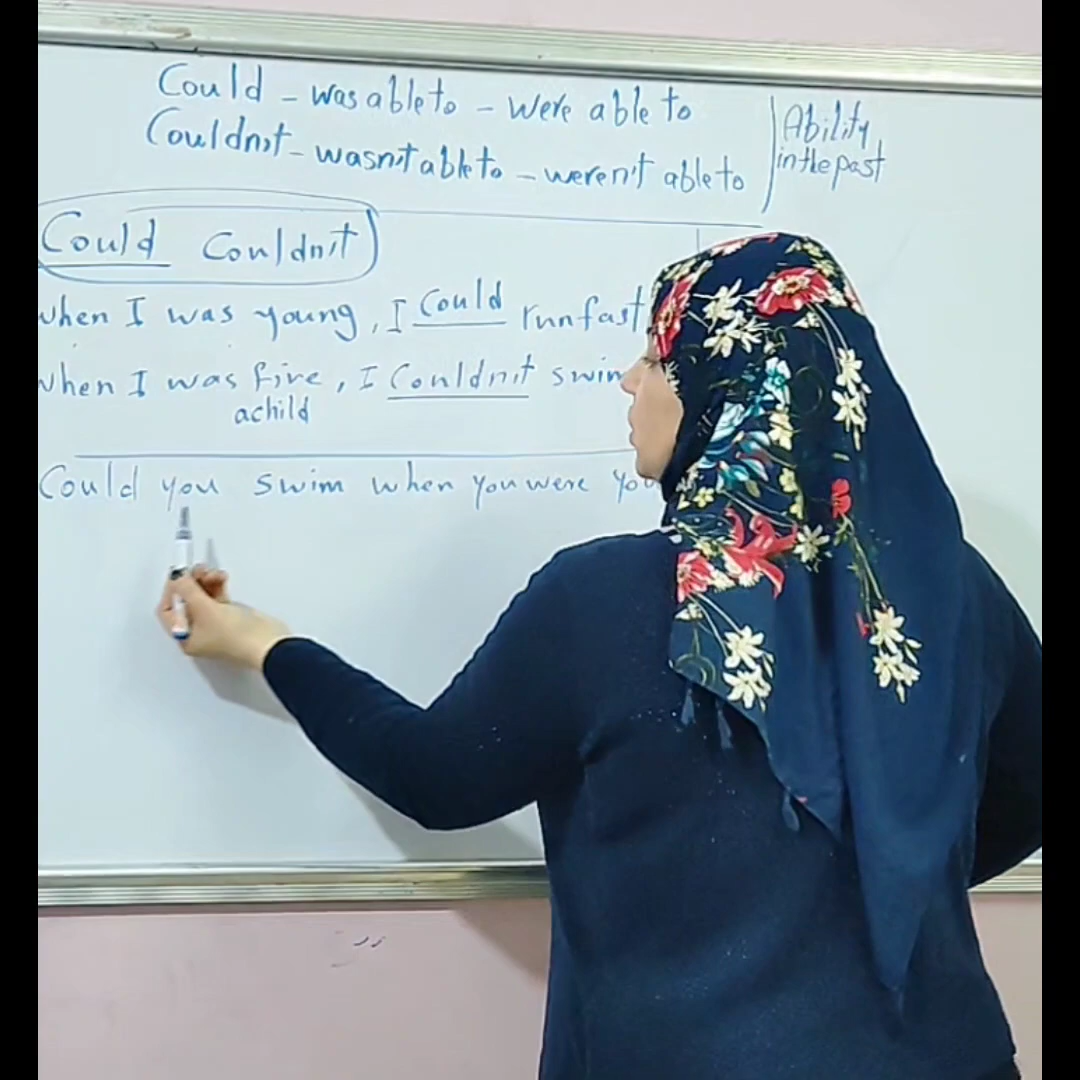 Could - was able to - were able to
Couldn't - wasn't able to - weren't able to
Ability
in the past
Could Couldn't
when I was young, I Could run fast
when I was five, I Couldn't swim
a child
Could you swim when you were